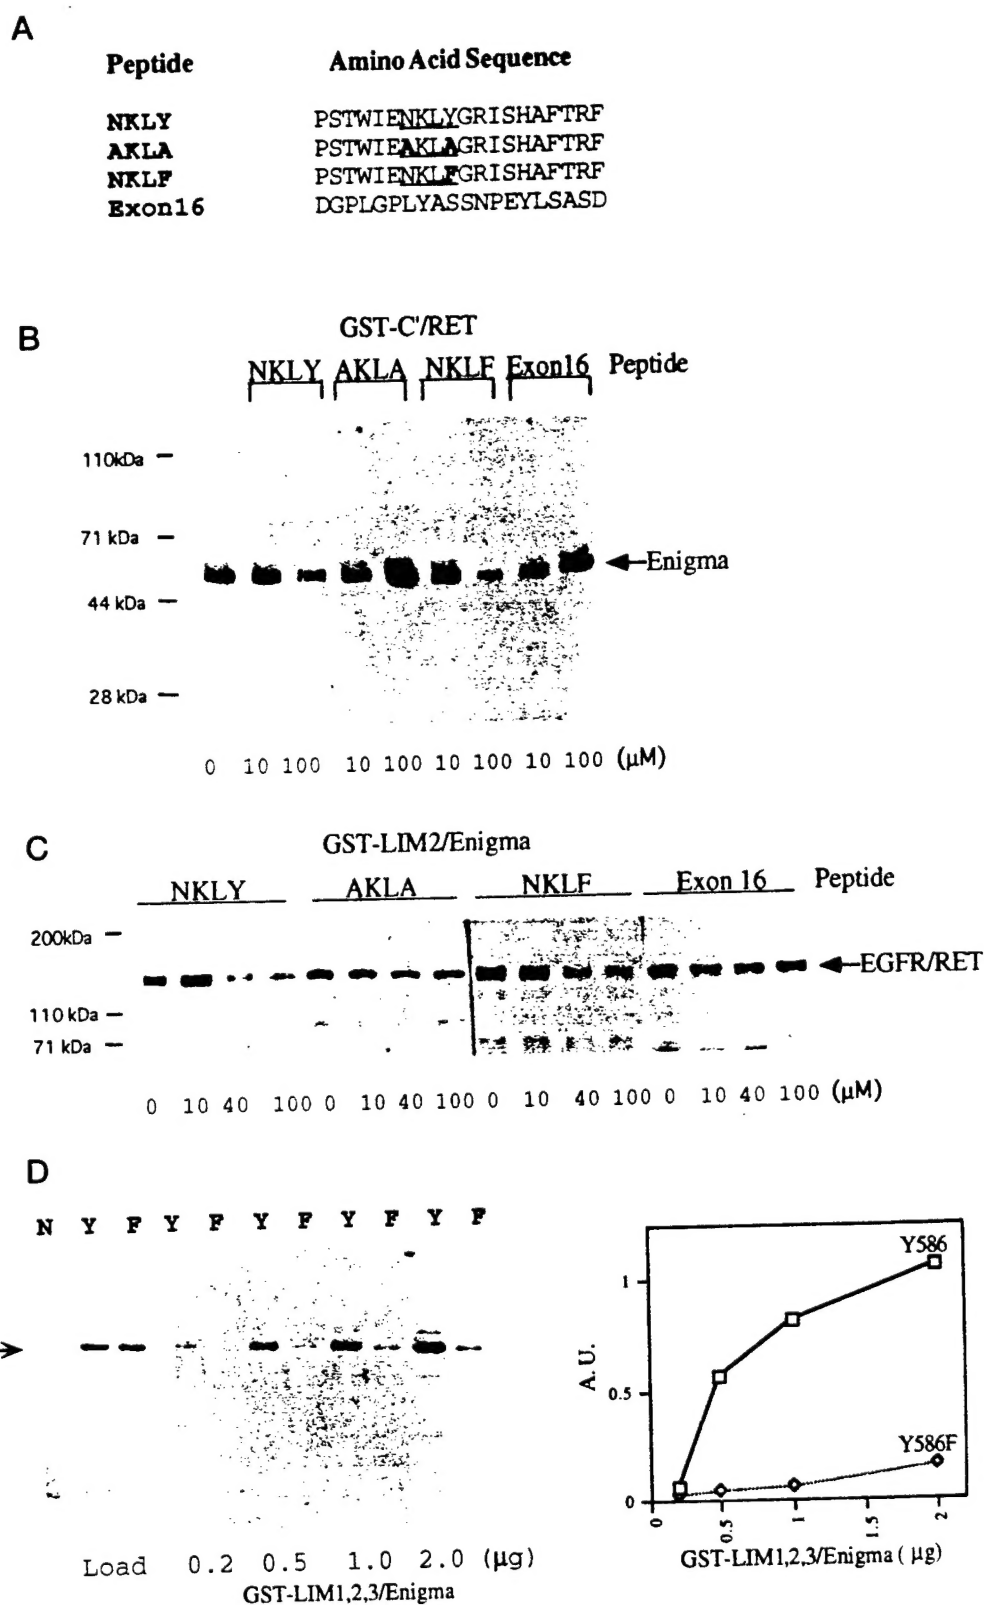 A
Peptide Amino Acid Sequence
NKLY PSTWIENKLYGRISHAFTRF
AKLA PSTWIEAKLAGRISHAFTRF
NKLF PSTWIENKLFGRISHAFTRF
Exon16 DGPLGPLYASSNPEYLSASD
B
GST-C'/RET
NKLY AKLA NKLF Exon16 Peptide
110kDa
71 kDa
Enigma
44 kDa
28 kDa
0 10 100 10 100 10 100 10 100 (µM)
C
GST-LIM2/Enigma
NKLY AKLA NKLF Exon 16 Peptide
200kDa
EGFR/RET
110 kDa
71 kDa
0 10 40 100 0 10 40 100 0 10 40 100 0 10 40 100 (µM)
D
N Y F Y F Y F Y F Y F
Load 0.2 0.5 1.0 2.0 (µg)
GST-LIM1,2,3/Enigma
Y586
1
A.U.
0.5
Y586F
0
0 0.5 1 1.5 2
GST-LIM1,2,3/Enigma ( µg)